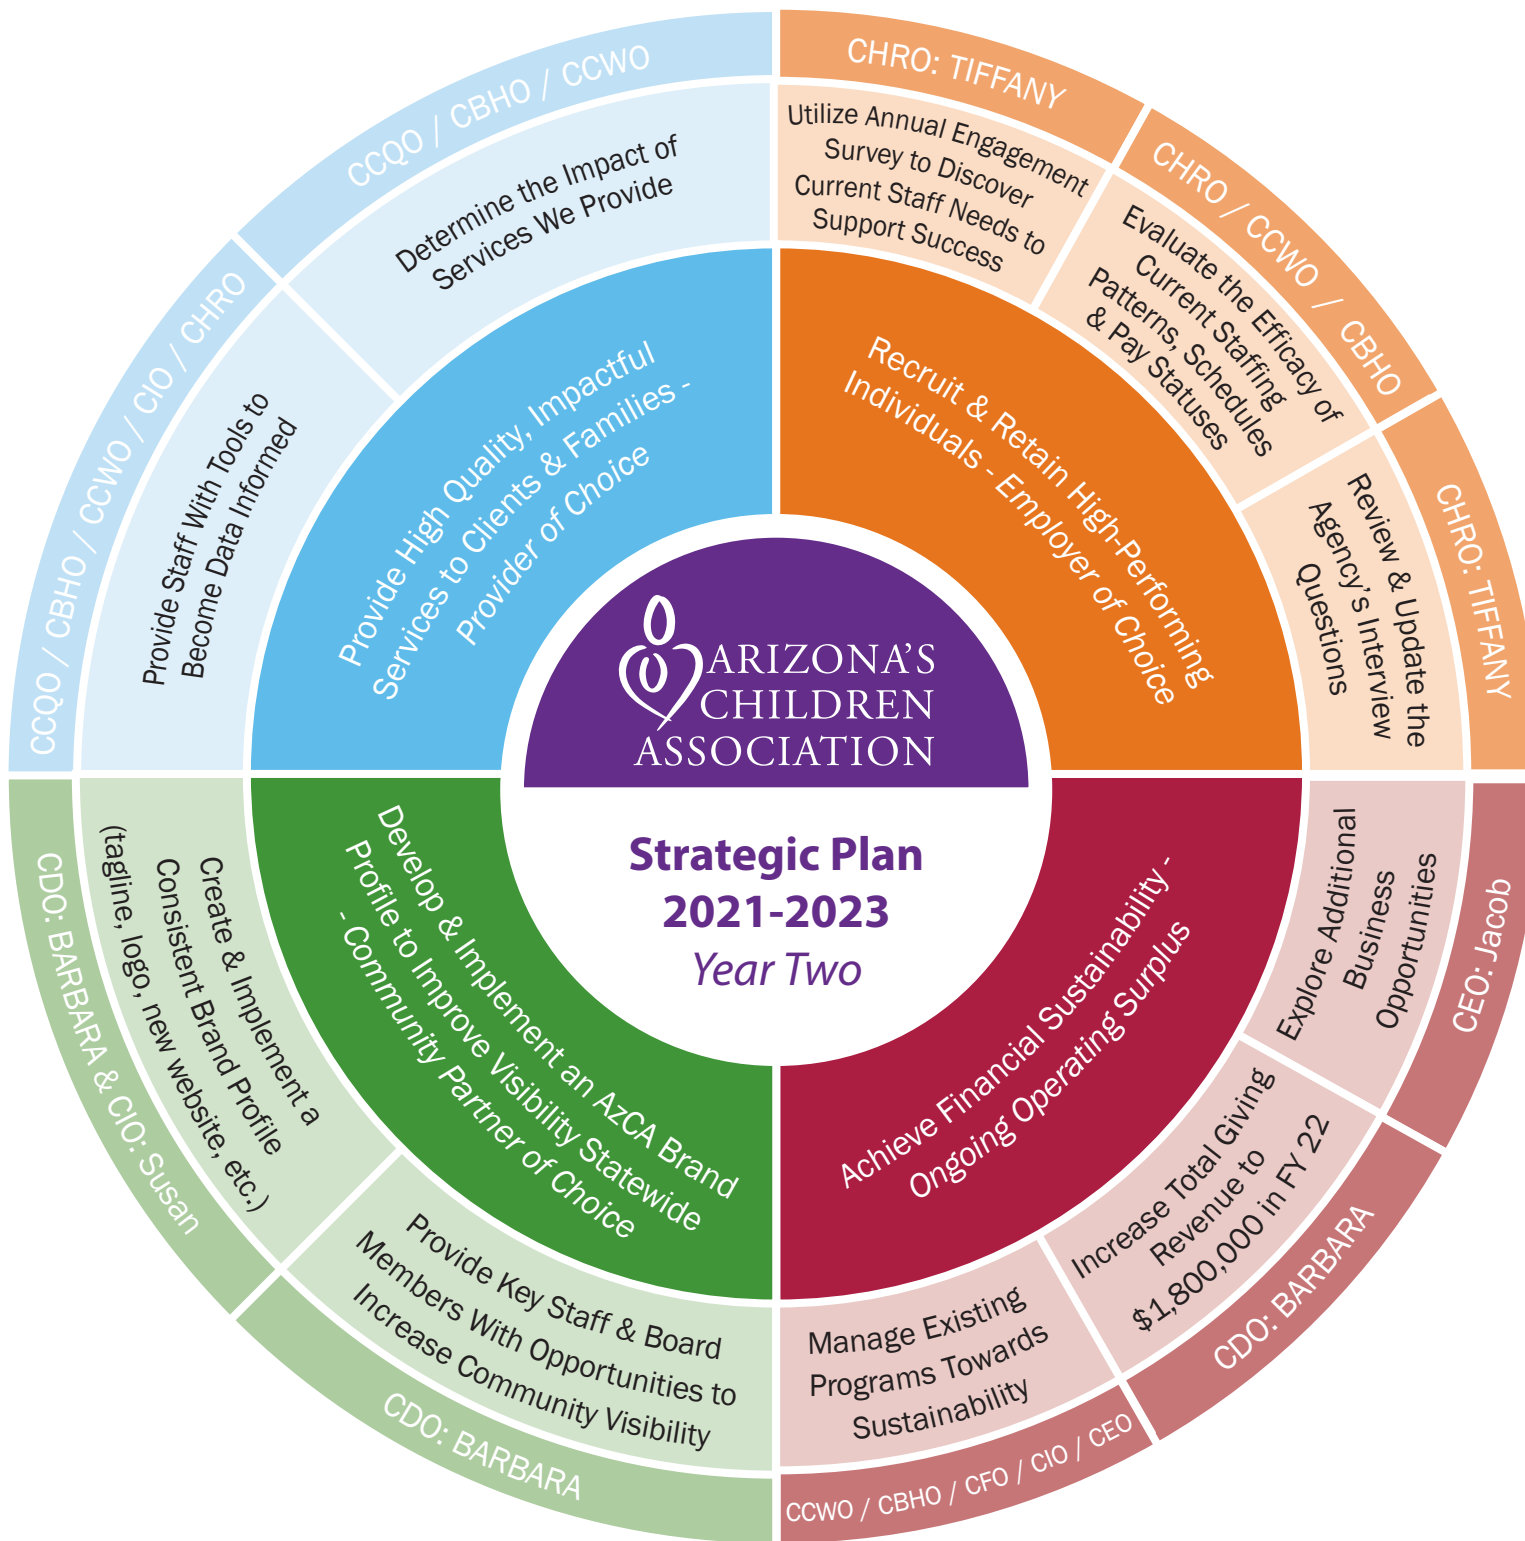 ARIZONA'S
CHILDREN
ASSOCIATION
Strategic Plan
2021-2023
Year Two
CCQO / CBHO / CCWO
Determine the Impact of
Services We Provide
CCQO / CBHO / CCWO / CIO / CHRO
Provide Staff With Tools to
Become Data Informed
Provide High Quality, Impactful
Services to Clients & Families -
Provider of Choice
CHRO: TIFFANY
Utilize Annual Engagement
Survey to Discover
Current Staff Needs to
Support Success
CHRO / CCWO / CBHO
Evaluate the Efficacy of
Current Staffing
Patterns, Schedules
& Pay Statuses
CHRO: TIFFANY
Review & Update the
Agency's Interview
Questions
Recruit & Retain High-Performing
Individuals - Employer of Choice
CEO: Jacob
Explore Additional
Business
Opportunities
CDO: BARBARA
Increase Total Giving
Revenue to
$1,800,000 in FY 22
CCWO / CBHO / CFO / CIO / CEO
Manage Existing
Programs Towards
Sustainability
Achieve Financial Sustainability -
Ongoing Operating Surplus
CDO: BARBARA
Provide Key Staff & Board
Members With Opportunities to
Increase Community Visibility
CDO: BARBARA & CIO: Susan
Create & Implement a
Consistent Brand Profile
(tagline, logo, new website, etc.)
Develop & Implement an AzCA Brand
Profile to Improve Visibility Statewide
- Community Partner of Choice